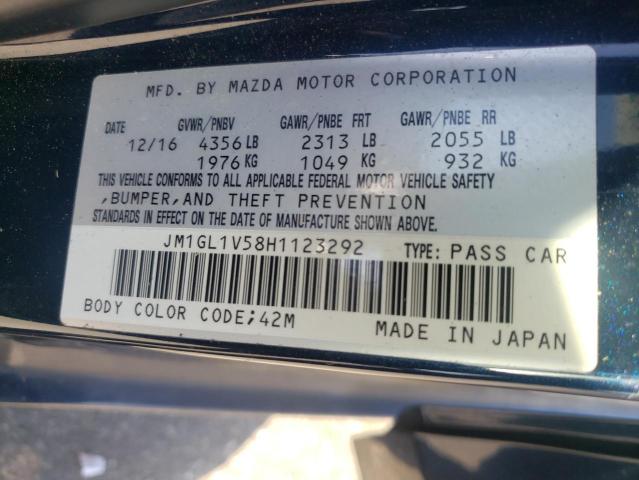 MFD. BY MAZDA MOTOR CORPORATION
DATE GVWR/PNBV GAWR/PNBE FRT GAWR/PNBE RR
12/16 4356 LB 2313 LB 2055 LB
1976 KG 1049 KG 932 KG
THIS VEHICLE CONFORMS TO ALL APPLICABLE FEDERAL MOTOR VEHICLE SAFETY
,BUMPER,AND THEFT PREVENTION
STANDARDS IN EFFECT ON THE DATE OF MANUFACTURE SHOWN ABOVE.
JM1GL1V58H1123292 TYPE: PASS CAR
BODY COLOR CODE;42M MADE IN JAPAN